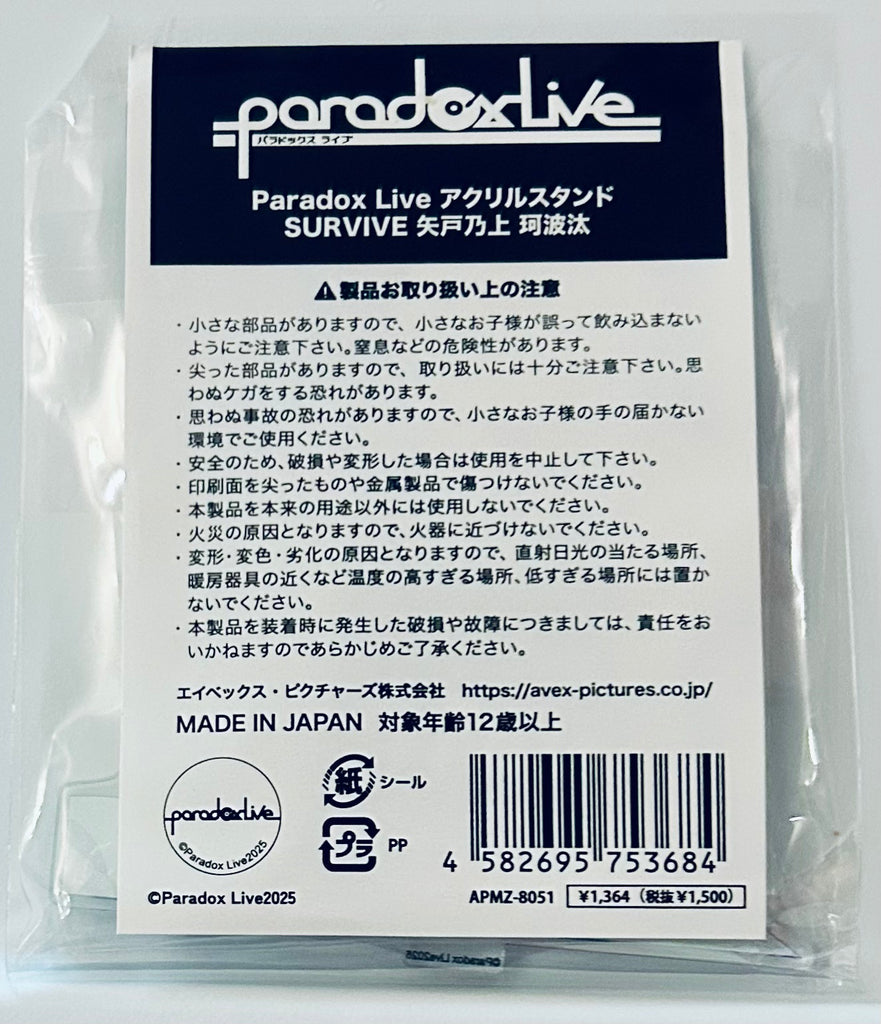 paradox Live
パラドックス ライブ
Paradox Live アクリルスタンド
SURVIVE 矢戸乃上 珂波汰
製品お取り扱い上の注意
・小さな部品がありますので、小さなお子様が誤って飲み込まない
ようにご注意下さい。窒息などの危険性があります。
・尖った部品がありますので、取り扱いには十分ご注意下さい。思
わぬケガをする恐れがあります。
・思わぬ事故の恐れがありますので、小さなお子様の手の届かない
環境でご使用ください。
・安全のため、破損や変形した場合は使用を中止して下さい。
・印刷面を尖ったものや金属製品で傷つけないでください。
・本製品を本来の用途以外には使用しないでください。
・火災の原因となりますので、火器に近づけないでください。
・変形・変色・劣化の原因となりますので、直射日光の当たる場所、
暖房器具の近くなど温度の高すぎる場所、低すぎる場所には置か
ないでください。
・本製品を装着時に発生した破損や故障につきましては、責任をお
いかねますのであらかじめご了承ください。
エイベックス・ピクチャーズ株式会社 https://avex-pictures.co.jp/
MADE IN JAPAN 対象年齢12歳以上
paradox Live
©Paradox Live2025
紙 シール
プラ PP
4 582695 753684
©Paradox Live2025
APMZ-8051 ¥1,364（税抜¥1,500）
©Paradox Live2025